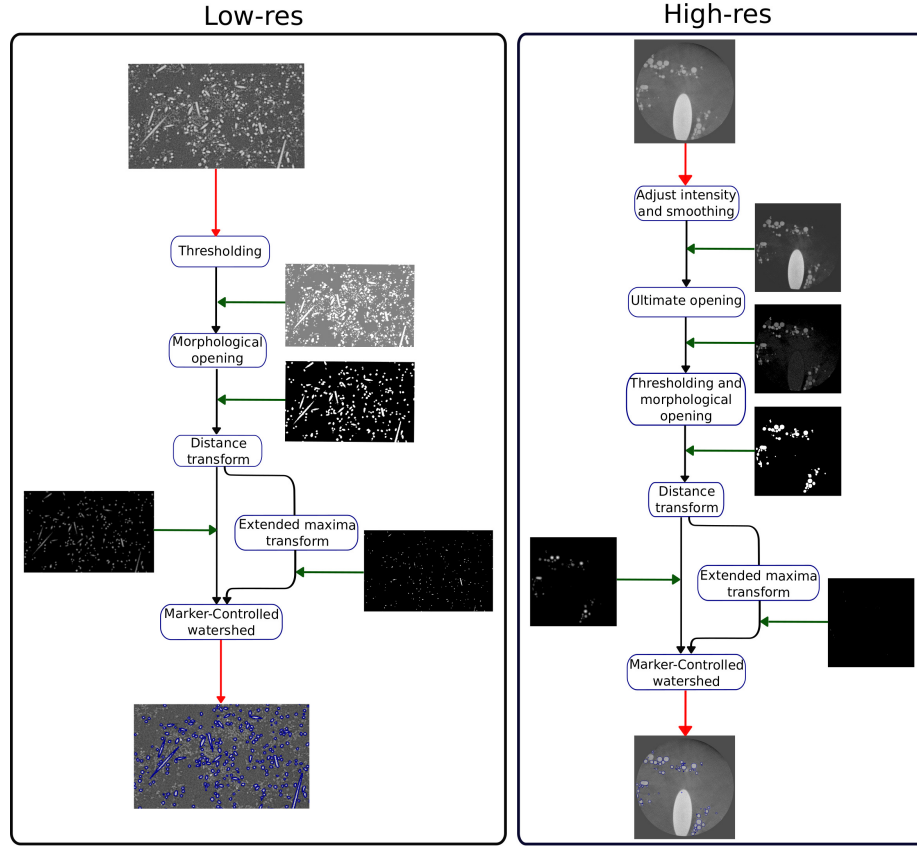 Low-res
Thresholding
Morphological
opening
Distance
transform
Extended maxima
transform
Marker-Controlled
watershed
High-res
Adjust intensity
and smoothing
Ultimate opening
Thresholding and
morphological
opening
Distance
transform
Extended maxima
transform
Marker-Controlled
watershed